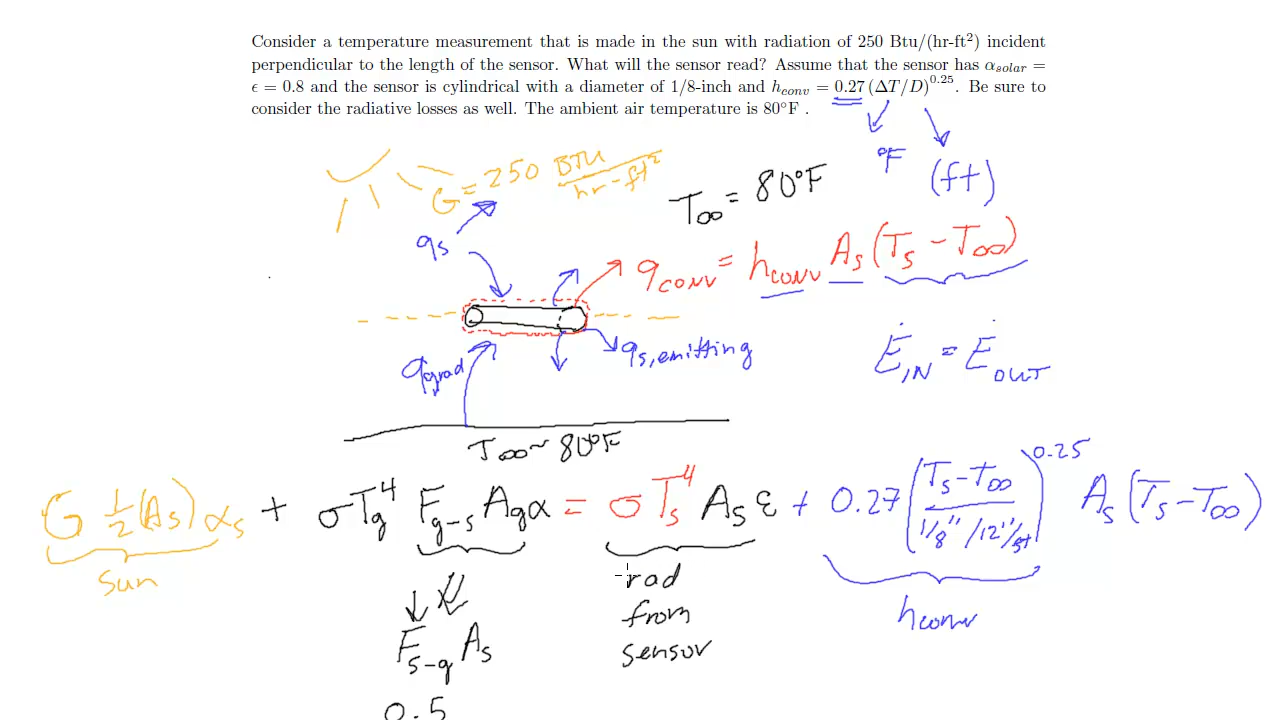 Consider a temperature measurement that is made in the sun with radiation of 250 Btu/(hr-ft²) incident
perpendicular to the length of the sensor. What will the sensor read? Assume that the sensor has α_solar =
ϵ = 0.8 and the sensor is cylindrical with a diameter of 1/8-inch and h_conv = 0.27 (ΔT/D)^0.25. Be sure to
consider the radiative losses as well. The ambient air temperature is 80°F .
°F
(ft)
G = 250 BTU/hr-ft²
T∞ = 80°F
q_s
q_CONV = h_CONV A_s (T_s - T∞)
q_s,emitting
q_grad
Ė_IN = Ė_OUT
T∞ ~ 80°F
G ½ (A_s) α_s + σT_g^4 F_g-s A_g α = σ T_s^4 A_s ε + 0.27 ((T_s - T∞)/(1/8"/12"/ft))^0.25 A_s (T_s - T∞)
sun
rad
from
sensor
h_conv
F_s-g A_s
0.5